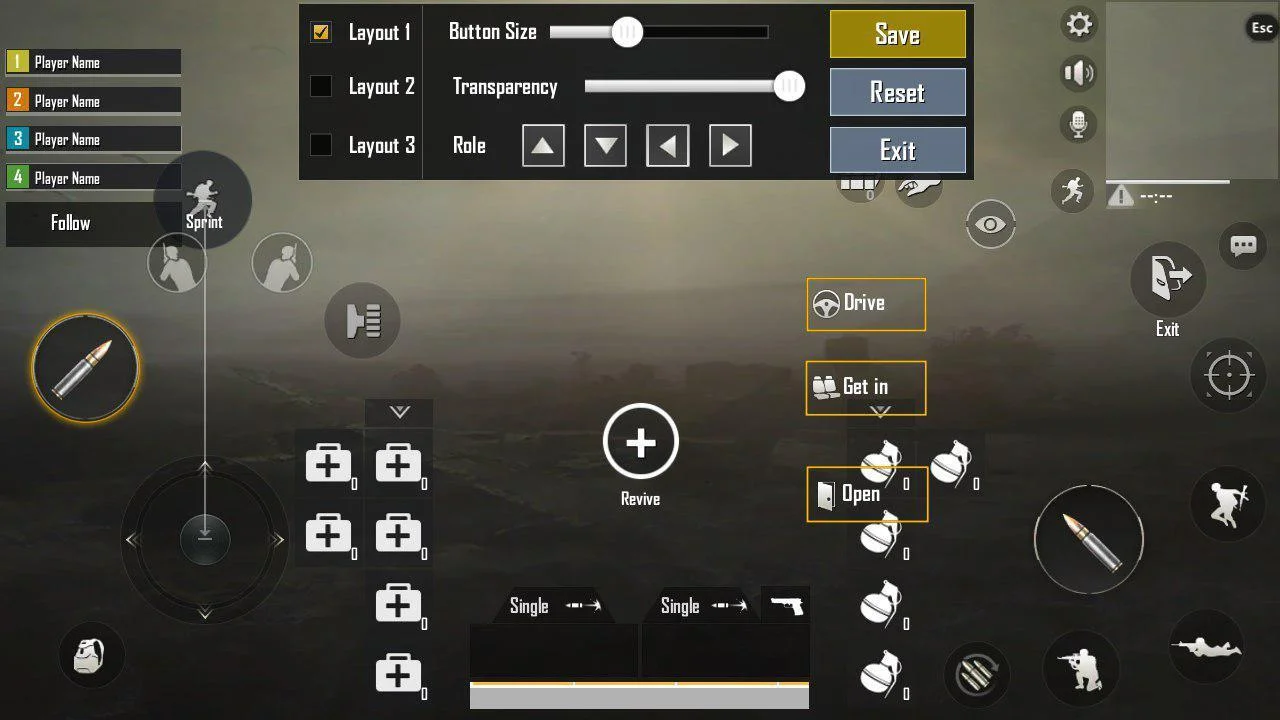 Layout 1
Button Size
Save
Esc
1 Player Name
Layout 2
Transparency
Reset
2 Player Name
3 Player Name
Layout 3
Role
Exit
4 Player Name
0
--:--
Follow
Sprint
Drive
Exit
Get in
0
0
0
0
Open
Revive
0
0
0
0
Single
Single
0
0
0